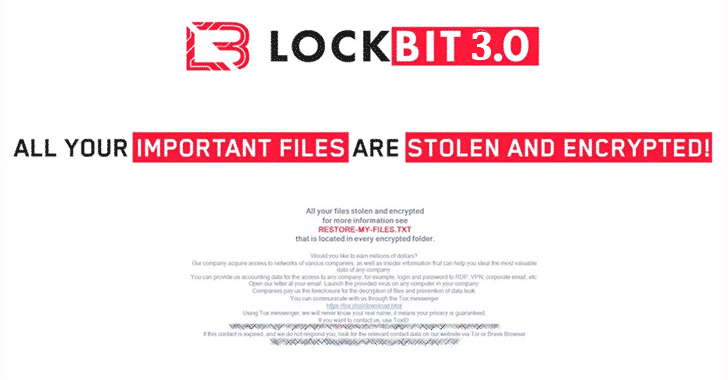 LOCKBIT 3.0
ALL YOUR IMPORTANT FILES ARE STOLEN AND ENCRYPTED!
All your files stolen and encrypted
for more information see
RESTORE-MY-FILES.TXT
that is located in every encrypted folder.
Would you like to earn millions of dollars?
Our company acquire access to networks of various companies, as well as insider information that can help you steal the most valuable
data of any company.
You can provide us accounting data for the access to any company, for example, login and password to RDP, VPN, corporate email, etc
Open our letter at your email. Launch the provided virus on any computer in your company
Companies pay us the foreclosure for the decryption of files and prevention of data leak
You can communicate with us through the Tox messenger
Using Tox messenger, we will never know your real name, it means your privacy is guaranteed
If you want to contact us, use ToxID
If this contact is expired, and we do not respond you, look for the relevant contact data on our website via Tor or Brave Browser